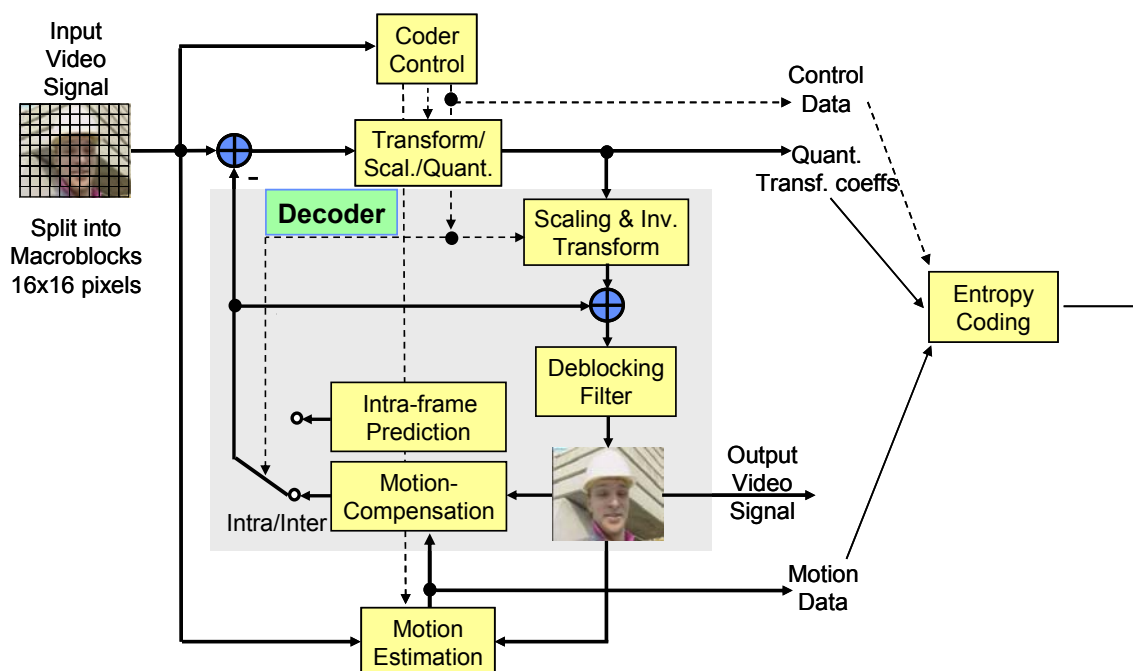 Input
Video
Signal
Coder
Control
Control
Data
Transform/
Scal./Quant.
-
Quant.
Transf. coeffs
Decoder
Split into
Macroblocks
16x16 pixels
Scaling & Inv.
Transform
Entropy
Coding
Deblocking
Filter
Intra-frame
Prediction
Motion-
Compensation
Output
Video
Signal
Intra/Inter
Motion
Data
Motion
Estimation